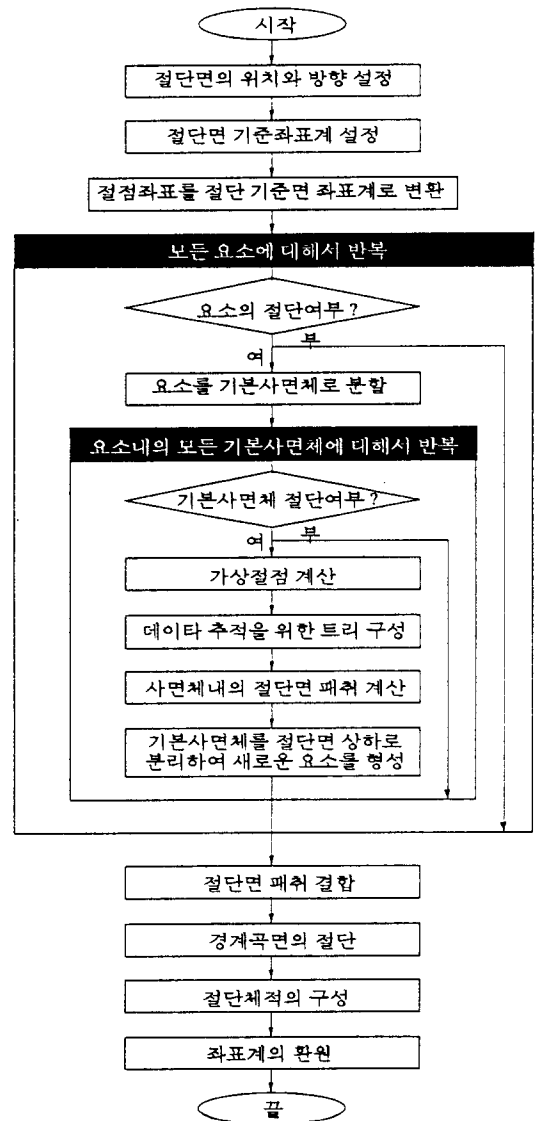 시작
절단면의 위치와 방향 설정
절단면 기준좌표계 설정
절점좌표를 절단 기준면 좌표계로 변환
모든 요소에 대해서 반복
요소의 절단여부?
부
여
요소를 기본사면체로 분할
요소내의 모든 기본사면체에 대해서 반복
기본사면체 절단여부?
부
여
가상절점 계산
데이타 추적을 위한 트리 구성
사면체내의 절단면 패취 계산
기본사면체를 절단면 상하로
분리하여 새로운 요소를 형성
절단면 패취 결합
경계곡면의 절단
절단체적의 구성
좌표계의 환원
끝